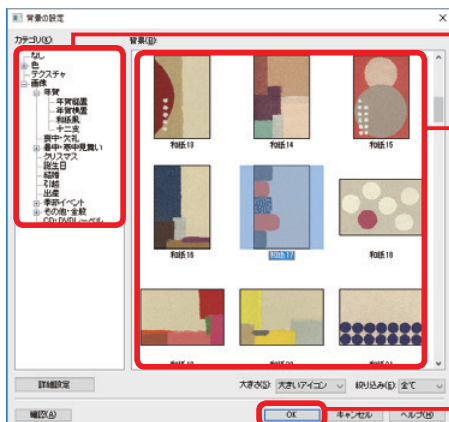 背景の設定
カテゴリ(K):
背景(B):
なし
色
テクスチャ
画像
年賀
年賀縦置
年賀横置
和紙風
十二支
喪中・欠礼
暑中・寒中見舞い
クリスマス
誕生日
結婚
引越
出産
季節イベント
その他・全般
CD・DVDレーベル
和紙13
和紙14
和紙15
和紙16
和紙17
和紙18
詳細設定
大きさ(S):
大きいアイコン
絞り込み(E):
全て
確認(A)
OK
キャンセル
ヘルプ(H)